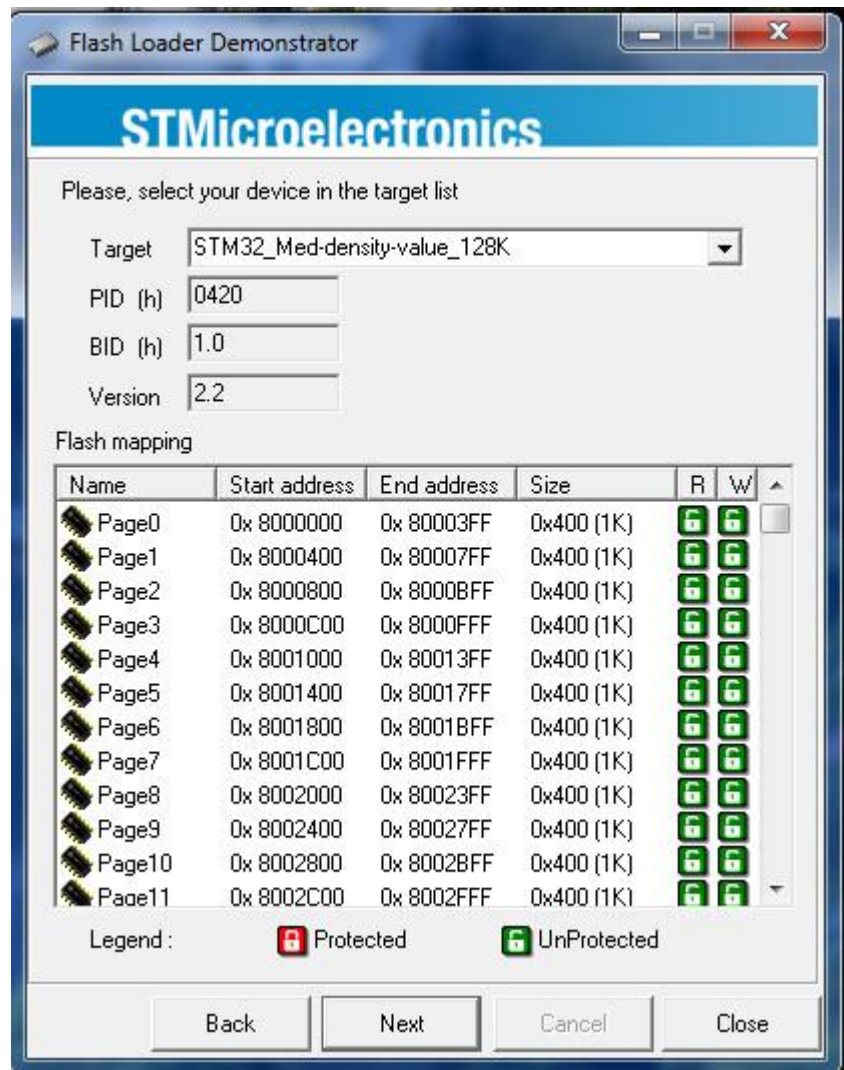 Flash Loader Demonstrator
STMicroelectronics
Please, select your device in the target list
Target STM32_Med-density-value_128K
PID (h) 0420
BID (h) 1.0
Version 2.2
Flash mapping
Name Start address End address Size R W
Page0 0x 8000000 0x 80003FF 0x400 (1K)
Page1 0x 8000400 0x 80007FF 0x400 (1K)
Page2 0x 8000800 0x 8000BFF 0x400 (1K)
Page3 0x 8000C00 0x 8000FFF 0x400 (1K)
Page4 0x 8001000 0x 80013FF 0x400 (1K)
Page5 0x 8001400 0x 80017FF 0x400 (1K)
Page6 0x 8001800 0x 8001BFF 0x400 (1K)
Page7 0x 8001C00 0x 8001FFF 0x400 (1K)
Page8 0x 8002000 0x 80023FF 0x400 (1K)
Page9 0x 8002400 0x 80027FF 0x400 (1K)
Page10 0x 8002800 0x 8002BFF 0x400 (1K)
Page11 0x 8002C00 0x 8002FFF 0x400 (1K)
Legend : Protected UnProtected
Back Next Cancel Close